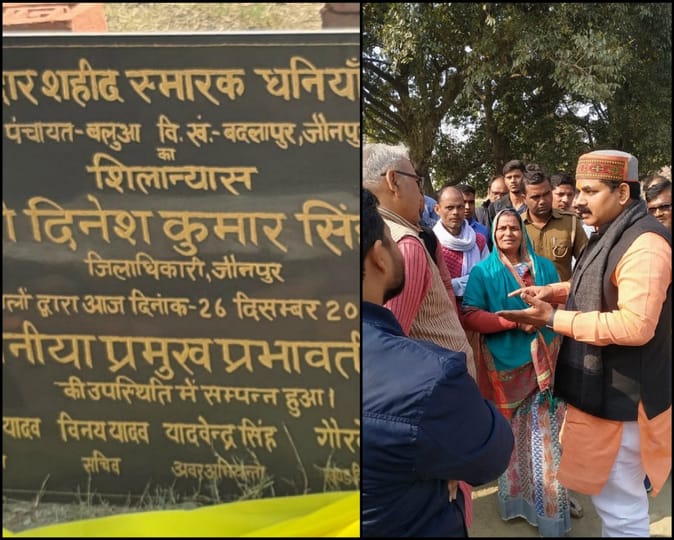 शहीद स्मारक धनियाँ
पंचायत-बलुआ वि.खं.-बदलापुर, जौनपुर
का
शिलान्यास
दिनेश कुमार सिंह
जिलाधिकारी, जौनपुर
द्वारा आज दिनांक-26 दिसम्बर 20
प्रमुख प्रभावती
की उपस्थिति में सम्पन्न हुआ।
यादव विनय यादव यादवेन्द्र सिंह
सचिव अवर अभियन्ता